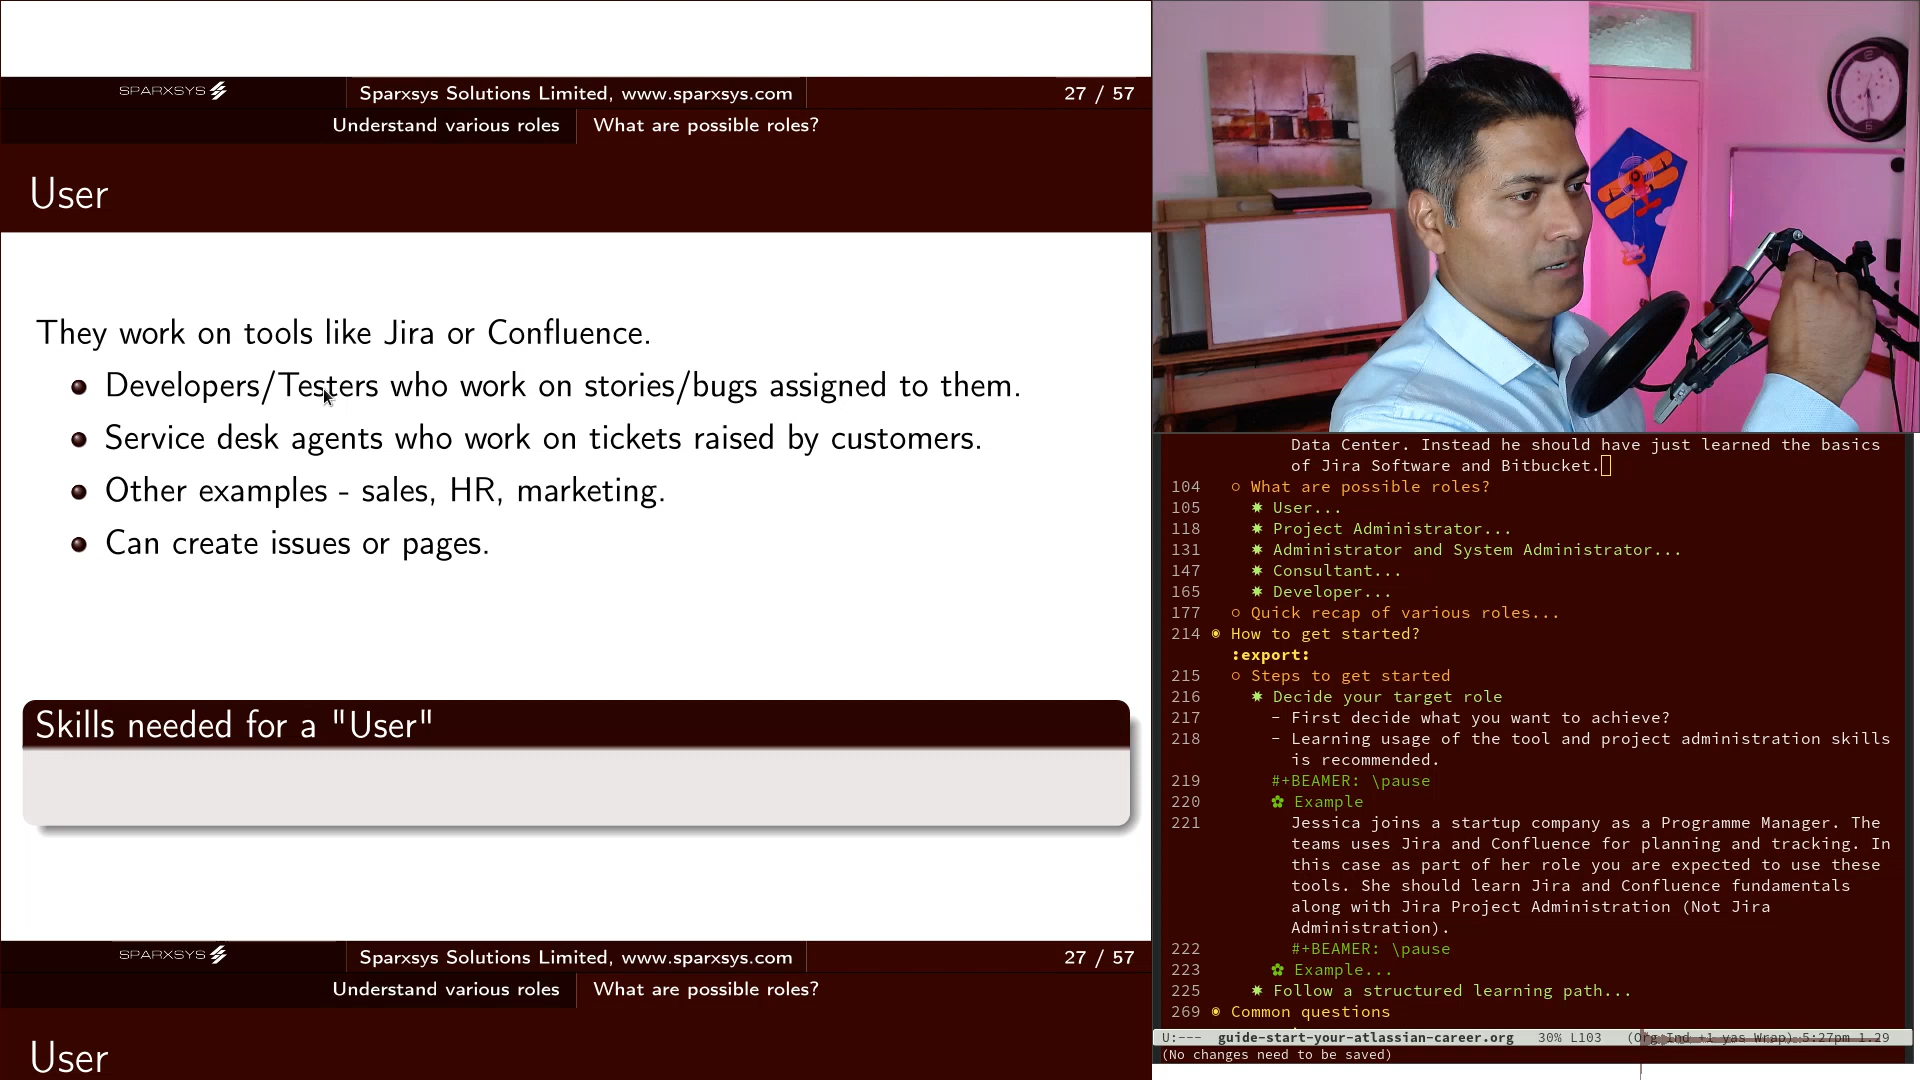 SPARXSYS
Sparxsys Solutions Limited, www.sparxsys.com
27 / 57
Understand various roles
What are possible roles?
User
They work on tools like Jira or Confluence.
Developers/Testers who work on stories/bugs assigned to them.
Service desk agents who work on tickets raised by customers.
Other examples - sales, HR, marketing.
Can create issues or pages.
Skills needed for a "User"
SPARXSYS
Sparxsys Solutions Limited, www.sparxsys.com
27 / 57
Understand various roles
What are possible roles?
User
Data Center. Instead he should have just learned the basics
of Jira Software and Bitbucket.
104 ○ What are possible roles?
105 ✸ User...
118 ✸ Project Administrator...
131 ✸ Administrator and System Administrator...
147 ✸ Consultant...
165 ✸ Developer...
177 ○ Quick recap of various roles...
214 ◉ How to get started?
:export:
215 ○ Steps to get started
216 ✸ Decide your target role
217 - First decide what you want to achieve?
218 - Learning usage of the tool and project administration skills
is recommended.
219 #+BEAMER: \pause
220 ✿ Example
221 Jessica joins a startup company as a Programme Manager. The
teams uses Jira and Confluence for planning and tracking. In
this case as part of her role you are expected to use these
tools. She should learn Jira and Confluence fundamentals
along with Jira Project Administration (Not Jira
Administration).
222 #+BEAMER: \pause
223 ✿ Example...
225 ✸ Follow a structured learning path...
269 ◉ Common questions
U:--- guide-start-your-atlassian-career.org 30% L103 (Org Ind +1 yas Wrap) 5:27pm 1.29
(No changes need to be saved)